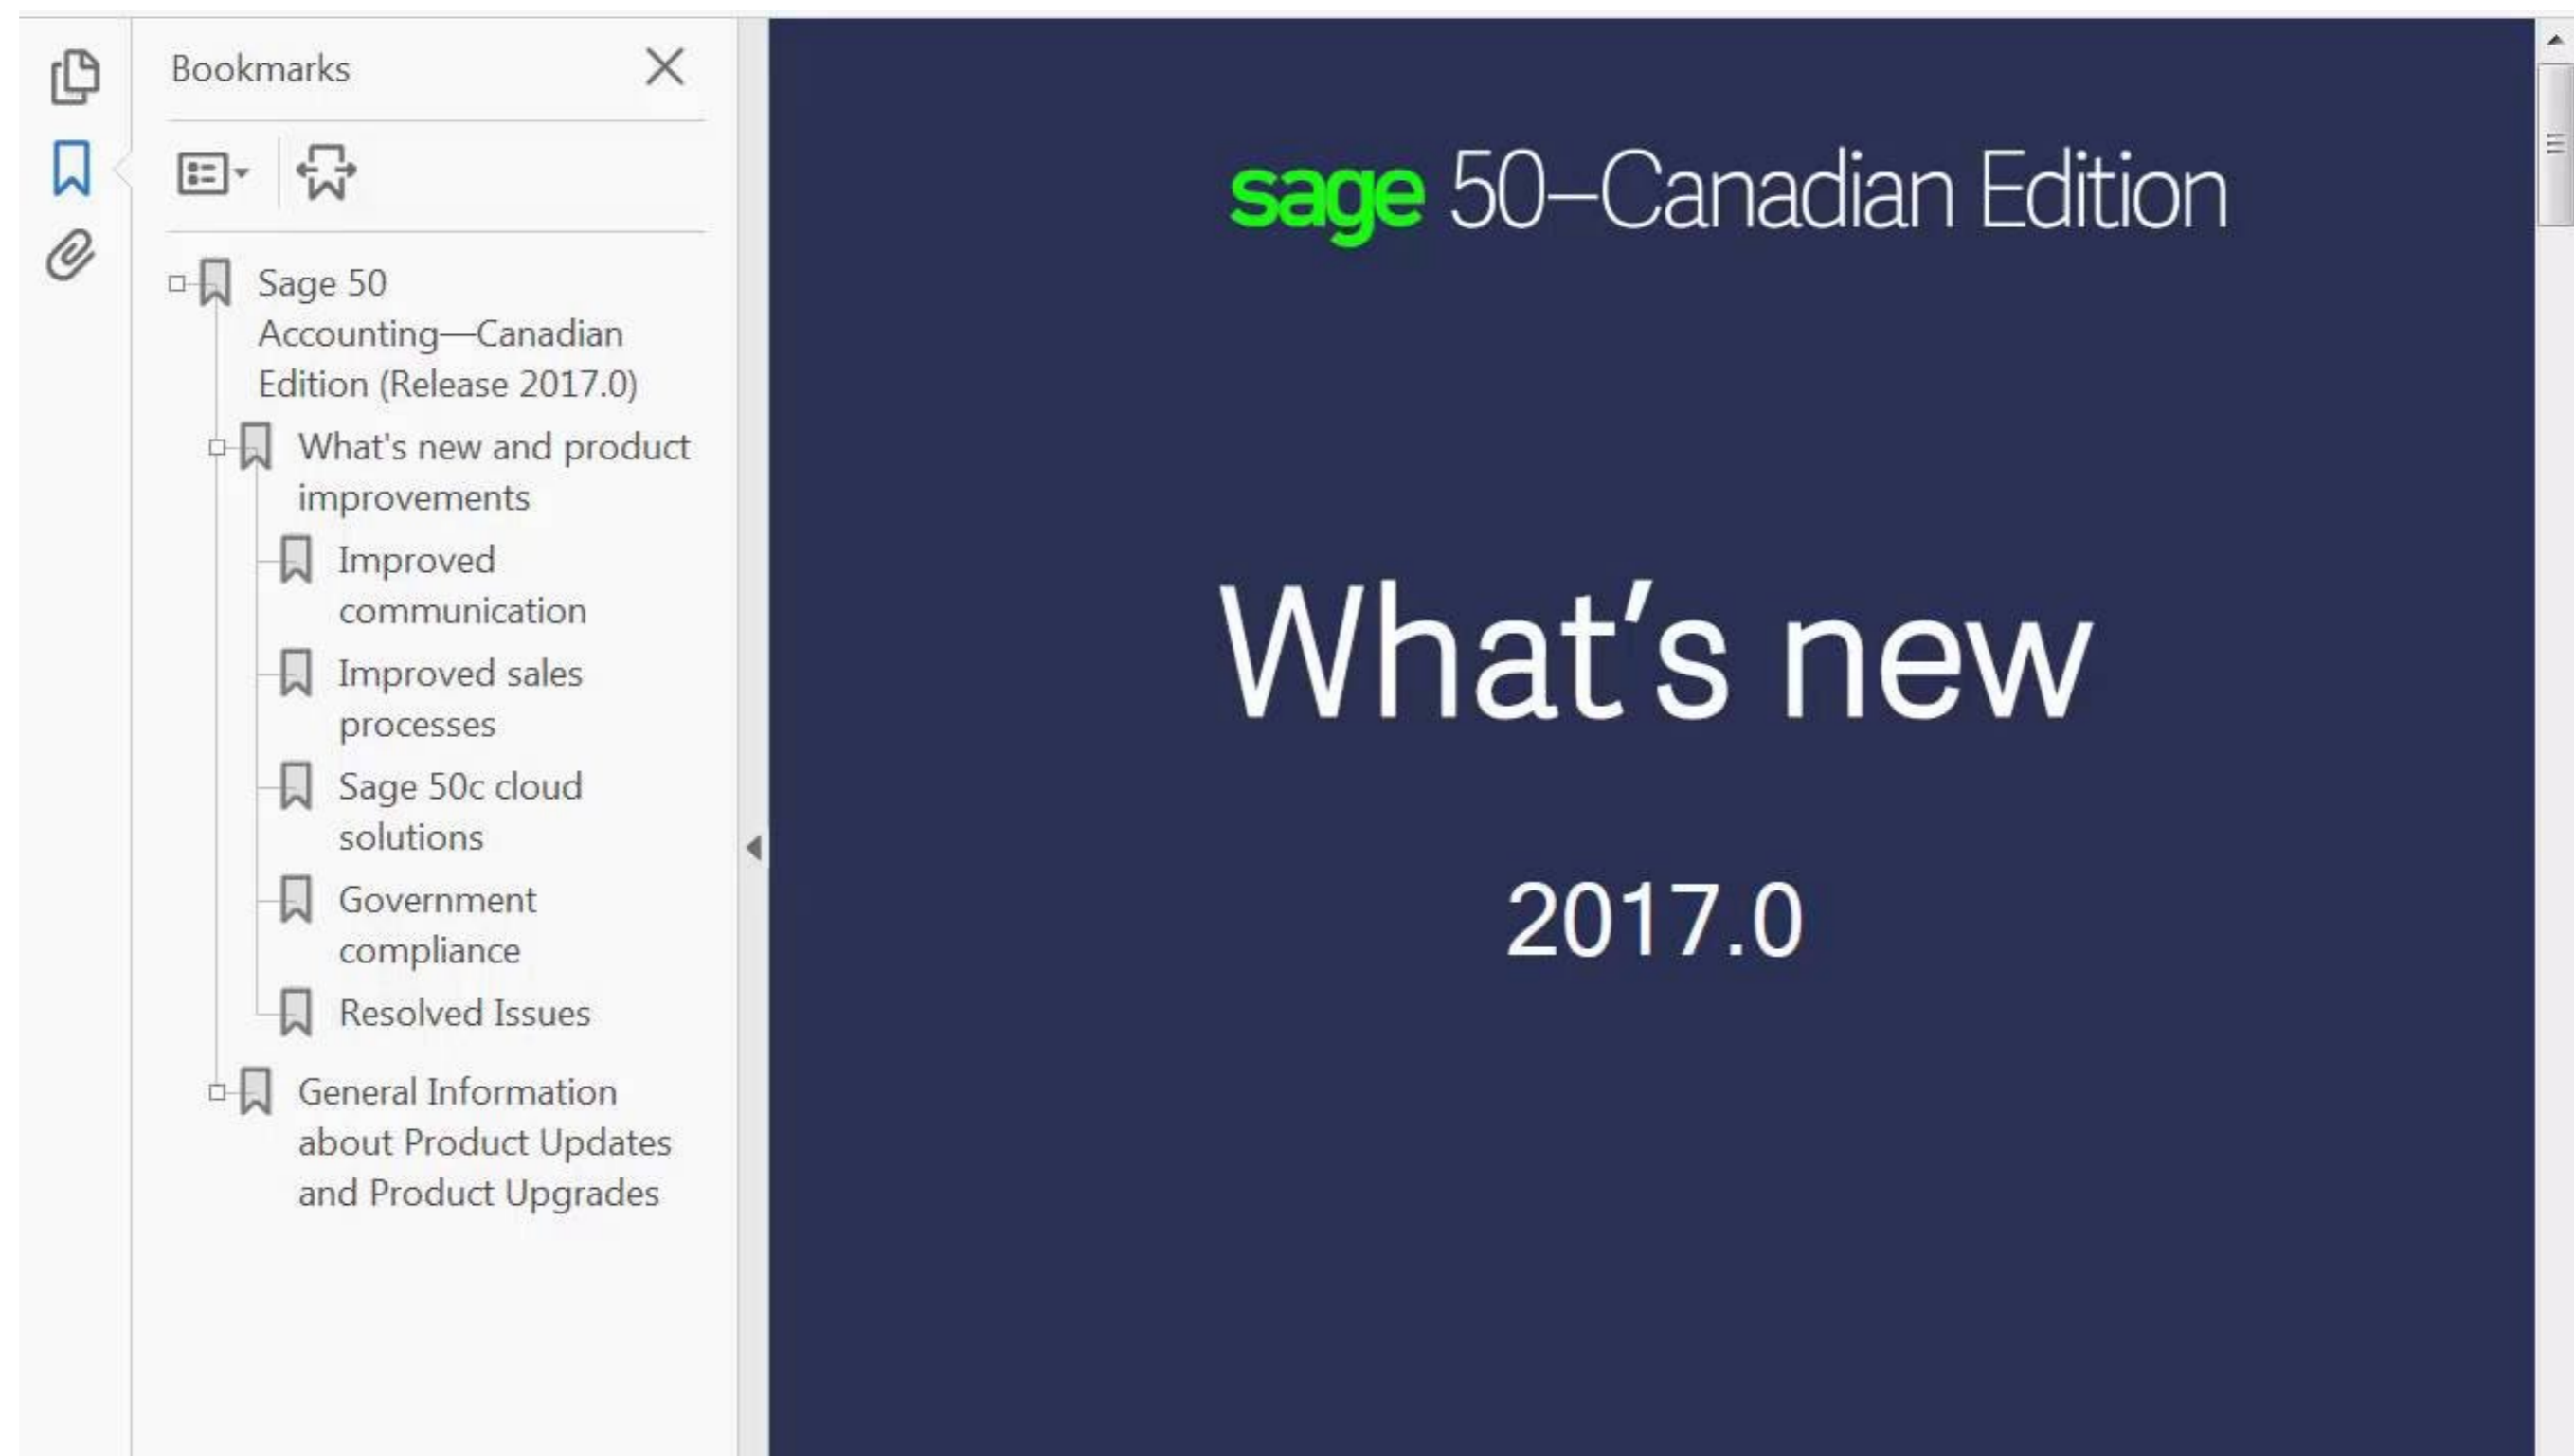 Bookmarks
Sage 50
Accounting—Canadian
Edition (Release 2017.0)
What's new and product
improvements
Improved
communication
Improved sales
processes
Sage 50c cloud
solutions
Government
compliance
Resolved Issues
General Information
about Product Updates
and Product Upgrades
sage 50–Canadian Edition
What's new
2017.0